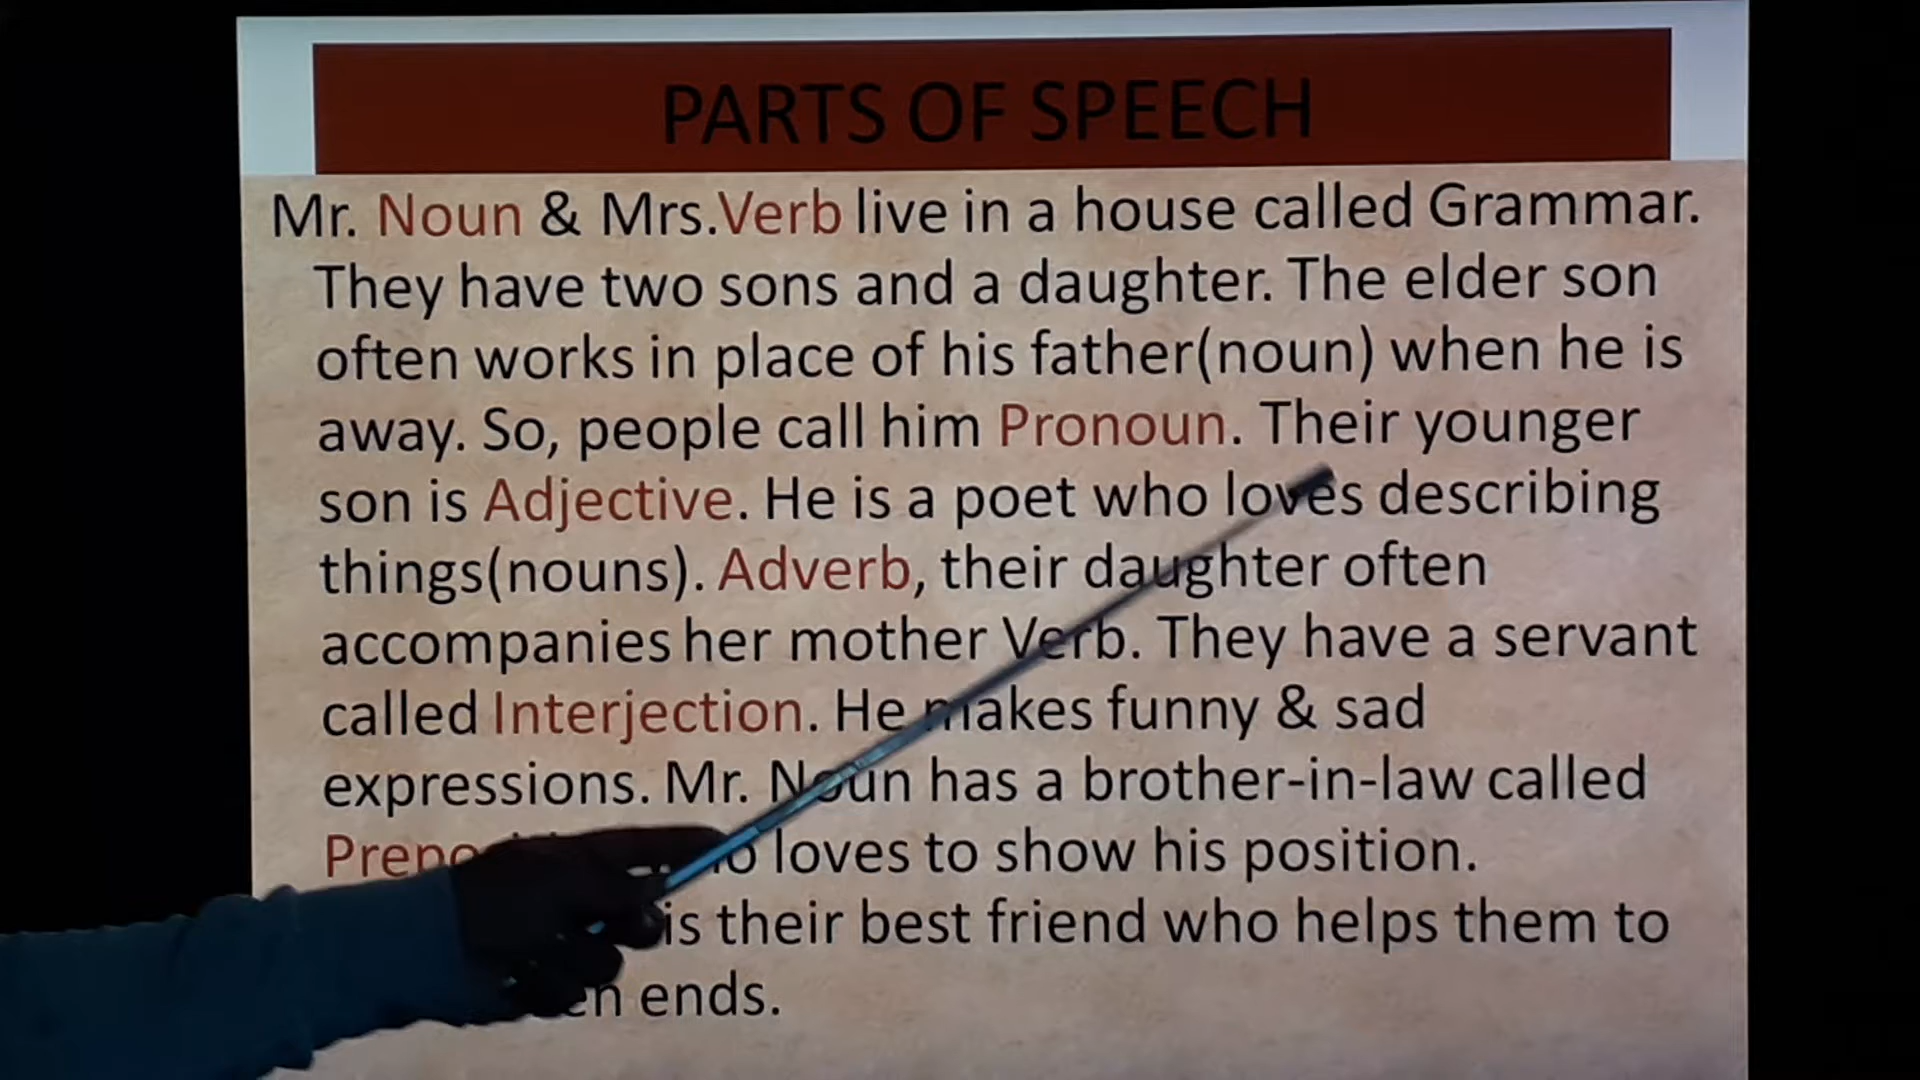 PARTS OF SPEECH
Mr. Noun & Mrs.Verb live in a house called Grammar.
They have two sons and a daughter. The elder son
often works in place of his father(noun) when he is
away. So, people call him Pronoun. Their younger
son is Adjective. He is a poet who loves describing
things(nouns). Adverb, their daughter often
accompanies her mother Verb. They have a servant
called Interjection. He makes funny & sad
expressions. Mr. Noun has a brother-in-law called
loves to show his position.
is their best friend who helps them to
ends.